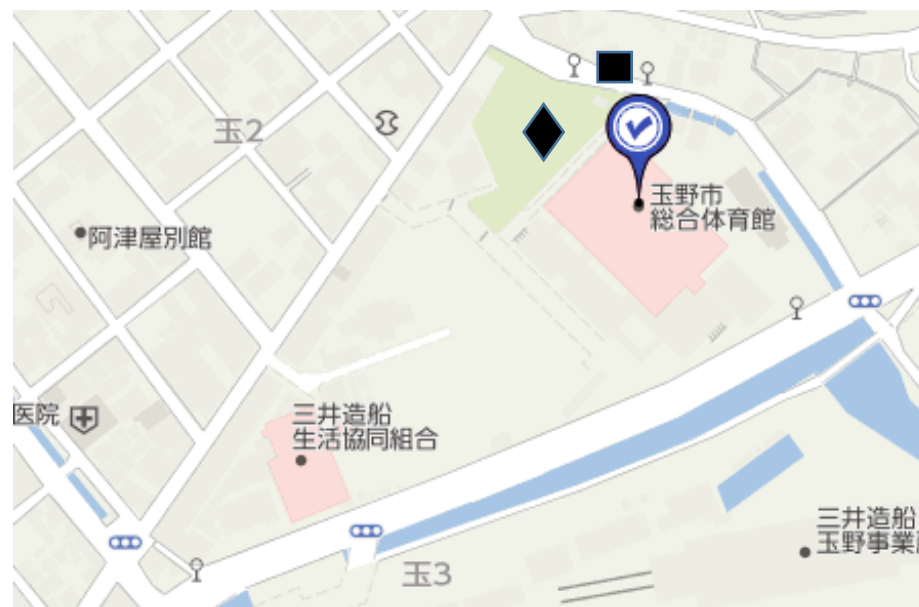 玉2
玉野市
総合体育館
阿津屋別館
医院
三井造船
生活協同組合
三井造船
玉野事業
玉3